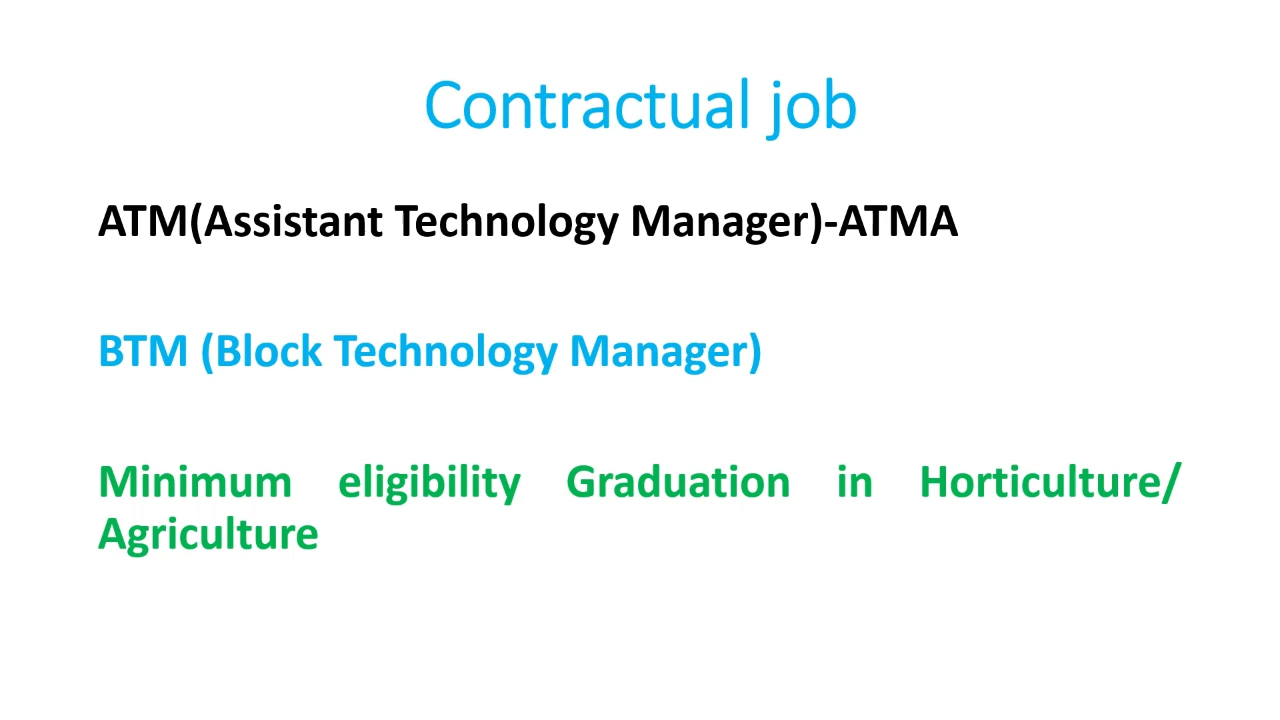 Contractual job
ATM(Assistant Technology Manager)-ATMA
BTM (Block Technology Manager)
Minimum eligibility Graduation in Horticulture/
Agriculture